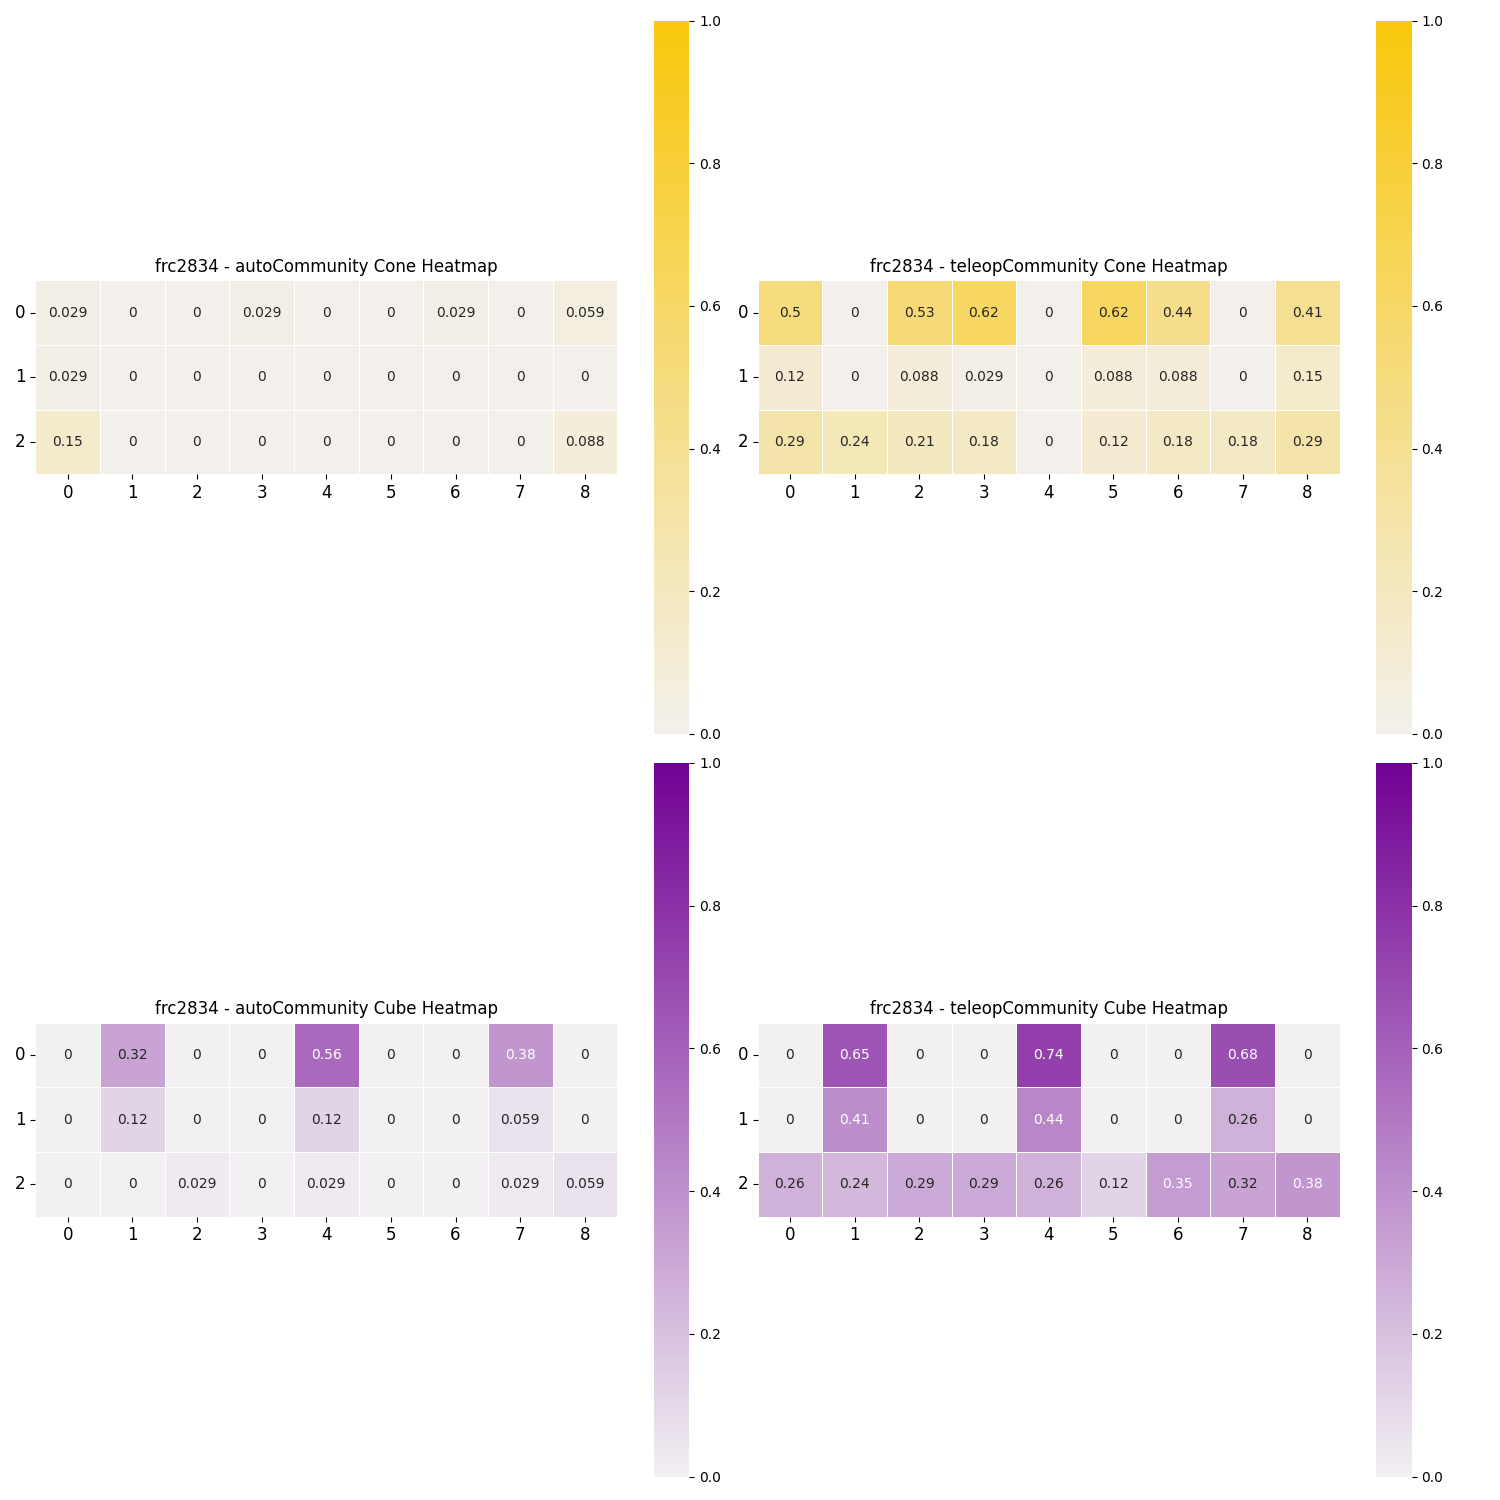 frc2834 - autoCommunity Cone Heatmap
0 0.029 0 0 0.029 0 0 0.029 0 0.059
1 0.029 0 0 0 0 0 0 0 0
2 0.15 0 0 0 0 0 0 0 0.088
0 1 2 3 4 5 6 7 8
1.0
0.8
0.6
0.4
0.2
0.0
frc2834 - teleopCommunity Cone Heatmap
0 0.5 0 0.53 0.62 0 0.62 0.44 0 0.41
1 0.12 0 0.088 0.029 0 0.088 0.088 0 0.15
2 0.29 0.24 0.21 0.18 0 0.12 0.18 0.18 0.29
0 1 2 3 4 5 6 7 8
1.0
0.8
0.6
0.4
0.2
0.0
frc2834 - autoCommunity Cube Heatmap
0 0 0.32 0 0 0.56 0 0 0.38 0
1 0 0.12 0 0 0.12 0 0 0.059 0
2 0 0 0.029 0 0.029 0 0 0.029 0.059
0 1 2 3 4 5 6 7 8
1.0
0.8
0.6
0.4
0.2
0.0
frc2834 - teleopCommunity Cube Heatmap
0 0 0.65 0 0 0.74 0 0 0.68 0
1 0 0.41 0 0 0.44 0 0 0.26 0
2 0.26 0.24 0.29 0.29 0.26 0.12 0.35 0.32 0.38
0 1 2 3 4 5 6 7 8
1.0
0.8
0.6
0.4
0.2
0.0